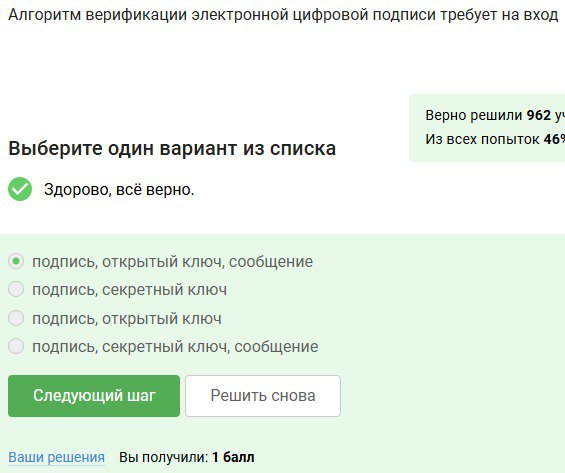 Алгоритм верификации электронной цифровой подписи требует на вход
Верно решили 962
Из всех попыток 46%
Выберите один вариант из списка
Здорово, всё верно.
подпись, открытый ключ, сообщение
подпись, секретный ключ
подпись, открытый ключ
подпись, секретный ключ, сообщение
Следующий шаг
Решить снова
Ваши решения Вы получили: 1 балл